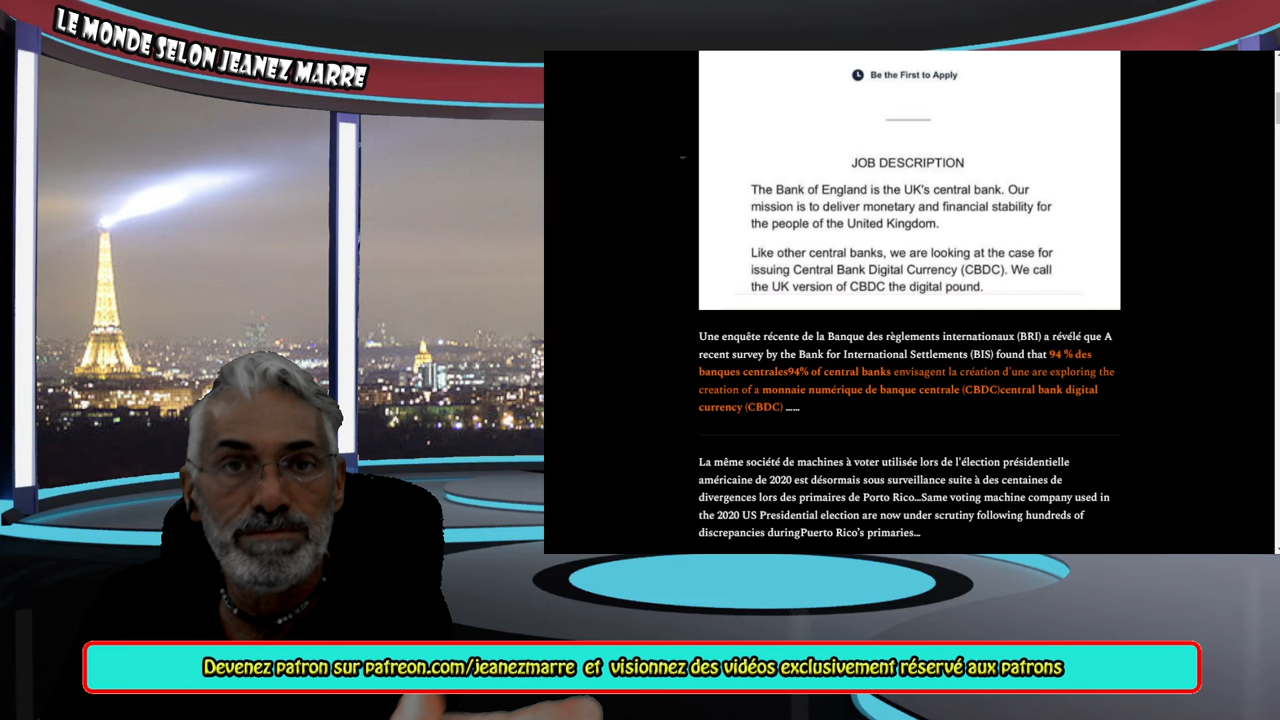 LE MONDE SELON JEANEZ MARRE
Be the First to Apply
JOB DESCRIPTION
The Bank of England is the UK's central bank. Our
mission is to deliver monetary and financial stability for
the people of the United Kingdom.
Like other central banks, we are looking at the case for
issuing Central Bank Digital Currency (CBDC). We call
the UK version of CBDC the digital pound.
Une enquête récente de la Banque des règlements internationaux (BRI) a révélé que A
recent survey by the Bank for International Settlements (BIS) found that 94 % des
banques centrales94% of central banks envisagent la création d'une are exploring the
creation of a monnaie numérique de banque centrale (CBDC)central bank digital
currency (CBDC) ......
La même société de machines à voter utilisée lors de l'élection présidentielle
américaine de 2020 est désormais sous surveillance suite à des centaines de
divergences lors des primaires de Porto Rico...Same voting machine company used in
the 2020 US Presidential election are now under scrutiny following hundreds of
discrepancies duringPuerto Rico's primaries...
Devenez patron sur patreon.com/jeanezmarre et visionnez des vidéos exclusivement réservé aux patrons